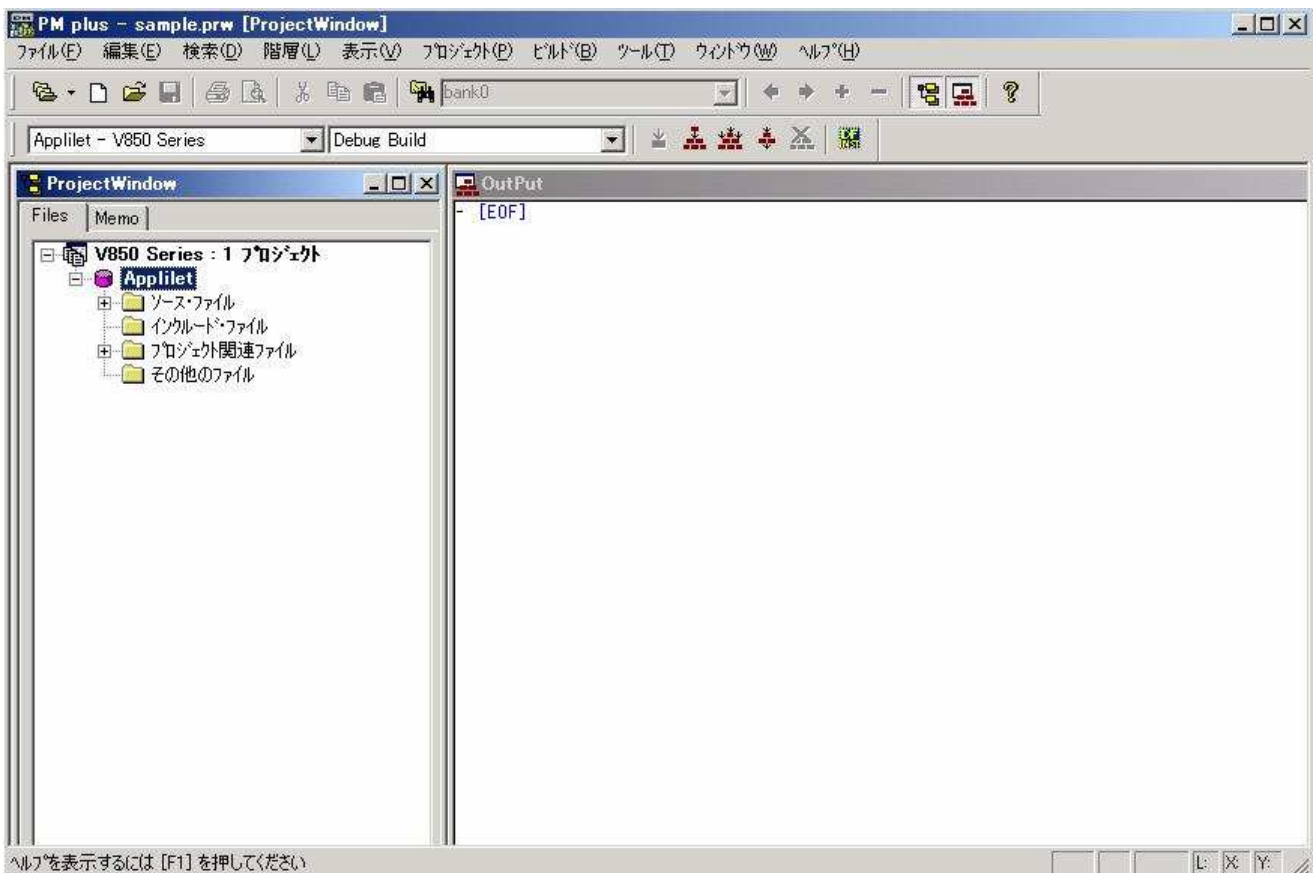 PM plus - sample.prw [ProjectWindow]
ﾌｧｲﾙ(F) 編集(E) 検索(D) 階層(L) 表示(V) ﾌﾟﾛｼﾞｪｸﾄ(P) ﾋﾞﾙﾄﾞ(B) ﾂｰﾙ(T) ｳｨﾝﾄﾞｳ(W) ﾍﾙﾌﾟ(H)
bank0
Applilet - V850 Series Debug Build
ProjectWindow
Files Memo
V850 Series : 1 ﾌﾟﾛｼﾞｪｸﾄ
Applilet
ｿｰｽ･ﾌｧｲﾙ
ｲﾝｸﾙｰﾄﾞ･ﾌｧｲﾙ
ﾌﾟﾛｼﾞｪｸﾄ関連ﾌｧｲﾙ
その他のﾌｧｲﾙ
OutPut
- [EOF]
ﾍﾙﾌﾟを表示するには [F1] を押してください
L: X: Y: